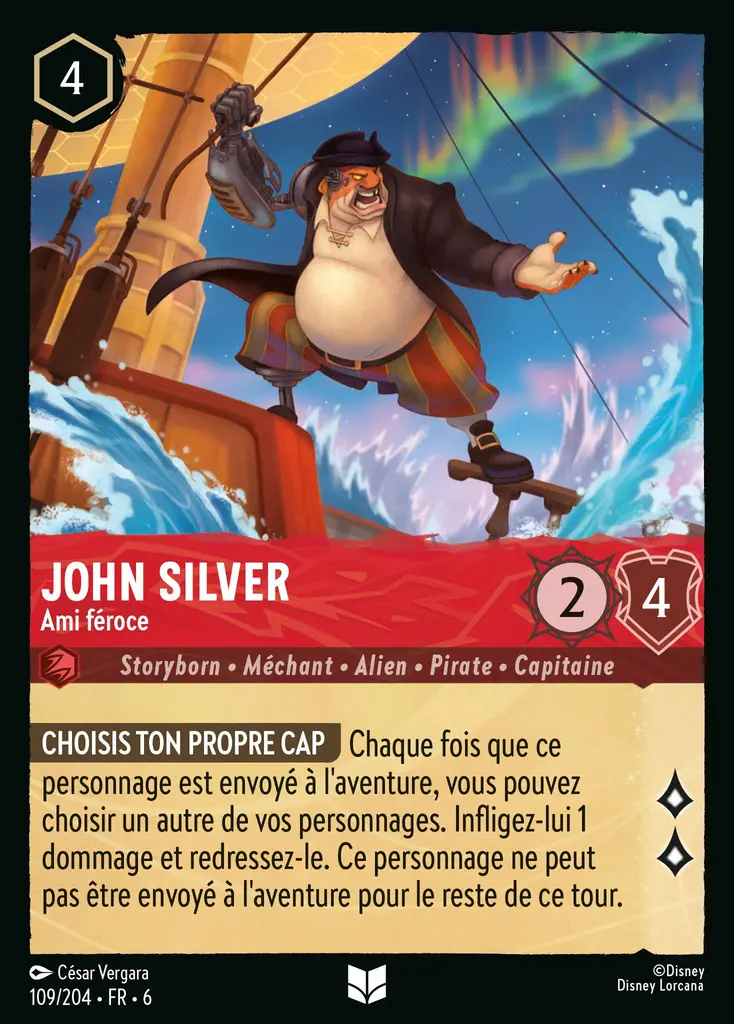 4
JOHN SILVER
Ami féroce
2
4
Storyborn • Méchant • Alien • Pirate • Capitaine
CHOISIS TON PROPRE CAP Chaque fois que ce
personnage est envoyé à l'aventure, vous pouvez
choisir un autre de vos personnages. Infligez-lui 1
dommage et redressez-le. Ce personnage ne peut
pas être envoyé à l'aventure pour le reste de ce tour.
César Vergara
109/204 • FR • 6
©Disney
Disney Lorcana